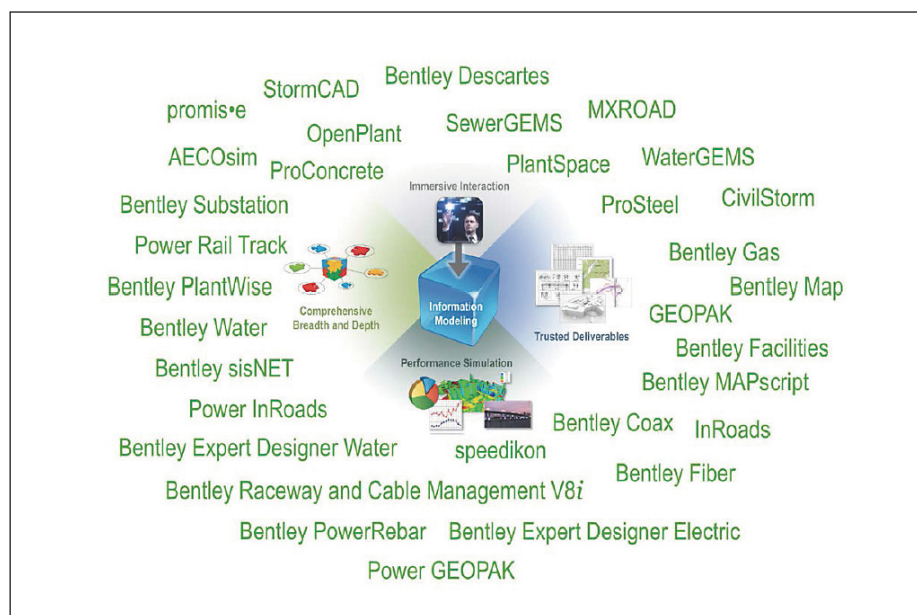 Bentley Descartes
StormCAD
promis•e
MXROAD
SewerGEMS
OpenPlant
AECOsim
ProConcrete
PlantSpace
WaterGEMS
Immersive Interaction
Bentley Substation
ProSteel
CivilStorm
Power Rail Track
Bentley Gas
Bentley PlantWise
Bentley Map
Information
Modeling
Comprehensive
Breadth and Depth
Trusted Deliverables
GEOPAK
Bentley Water
Bentley Facilities
Performance Simulation
Bentley sisNET
Bentley MAPscript
Power InRoads
Bentley Coax
InRoads
Bentley Expert Designer Water
speedikon
Bentley Fiber
Bentley Raceway and Cable Management V8i
Bentley PowerRebar
Bentley Expert Designer Electric
Power GEOPAK